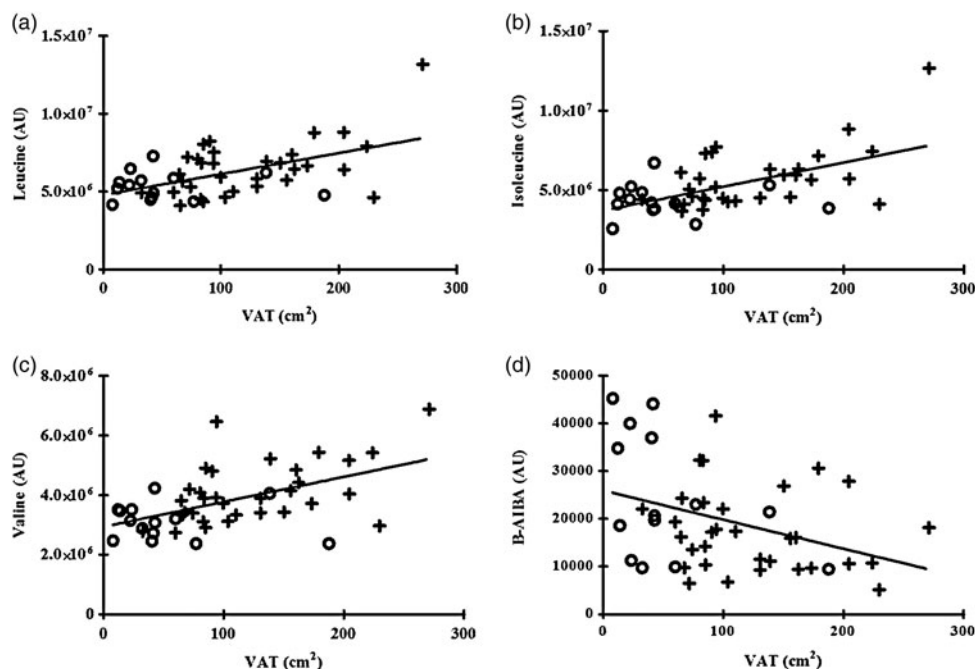 (a)
1.5×10⁷
1.0×10⁷
5.0×10⁶
0
Leucine (AU)
0 100 200 300
VAT (cm²)
(b)
1.5×10⁷
1.0×10⁷
5.0×10⁶
0
Isoleucine (AU)
0 100 200 300
VAT (cm²)
(c)
8.0×10⁶
6.0×10⁶
4.0×10⁶
2.0×10⁶
0
Valine (AU)
0 100 200 300
VAT (cm²)
(d)
50000
40000
30000
20000
10000
0
B-AIBA (AU)
0 100 200 300
VAT (cm²)